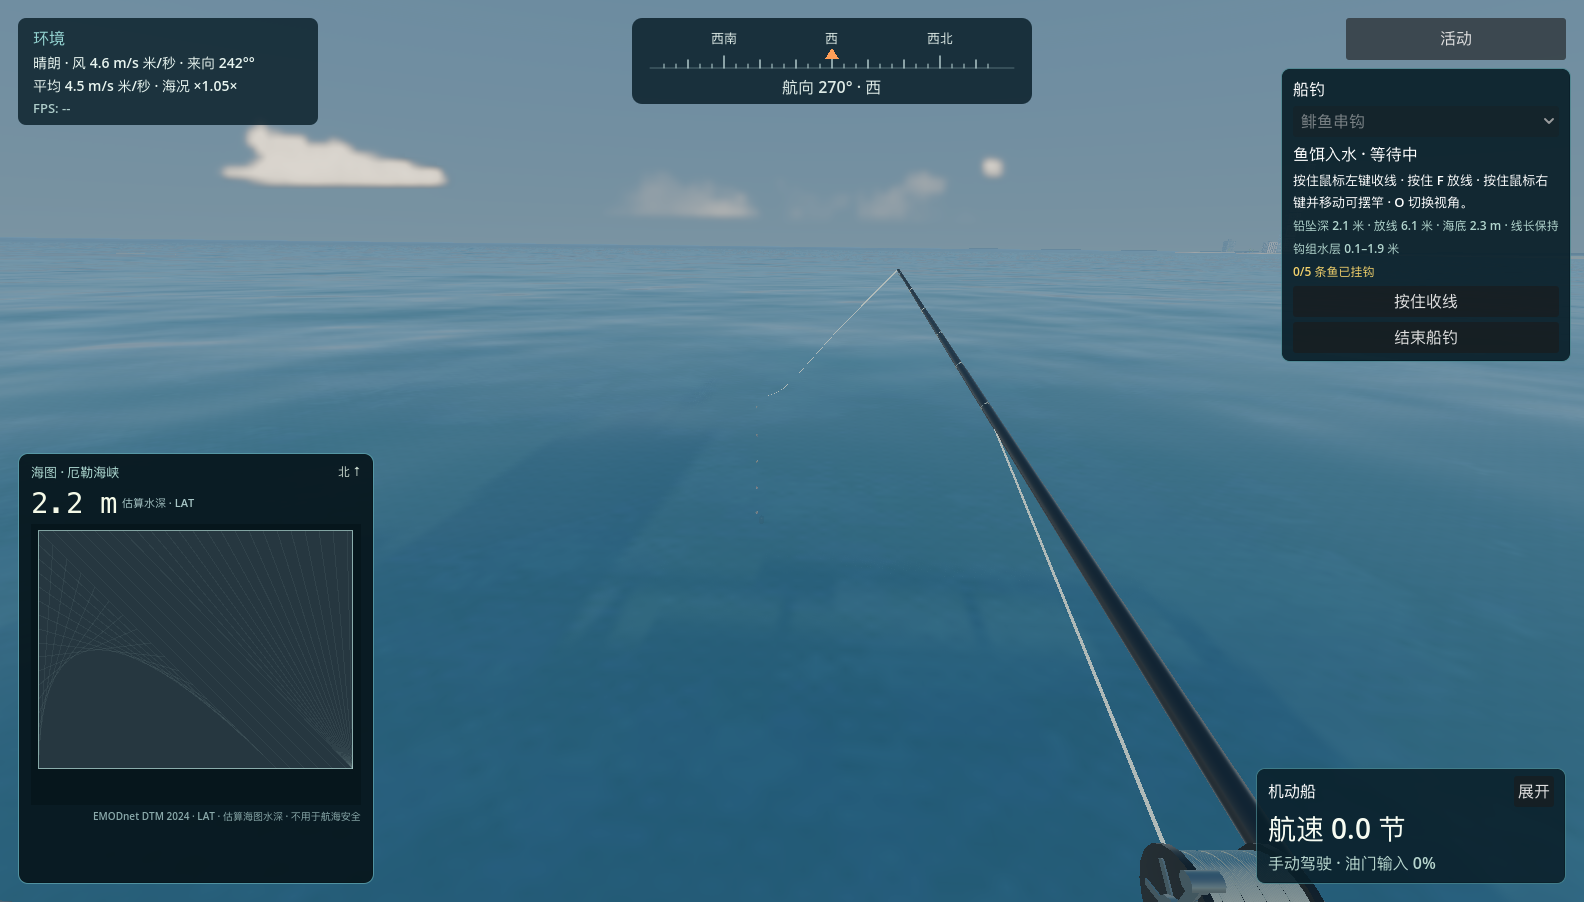 环境
晴朗 · 风 4.6 m/s 米/秒 · 来向 242°°
平均 4.5 m/s 米/秒 · 海况 ×1.05×
FPS: --
西南 西 西北
航向 270° · 西
活动
船钓
鲱鱼串钩
鱼饵入水 · 等待中
按住鼠标左键收线 · 按住 F 放线 · 按住鼠标右
键并移动可摆竿 · O 切换视角。
铅坠深 2.1 米 · 放线 6.1 米 · 海底 2.3 m · 线长保持
钩组水层 0.1–1.9 米
0/5 条鱼已挂钩
按住收线
结束船钓
海图 · 厄勒海峡 北 ↑
2.2 m 估算水深 · LAT
EMODnet DTM 2024 · LAT · 估算海图水深 · 不用于航海安全
机动船 展开
航速 0.0 节
手动驾驶 · 油门输入 0%